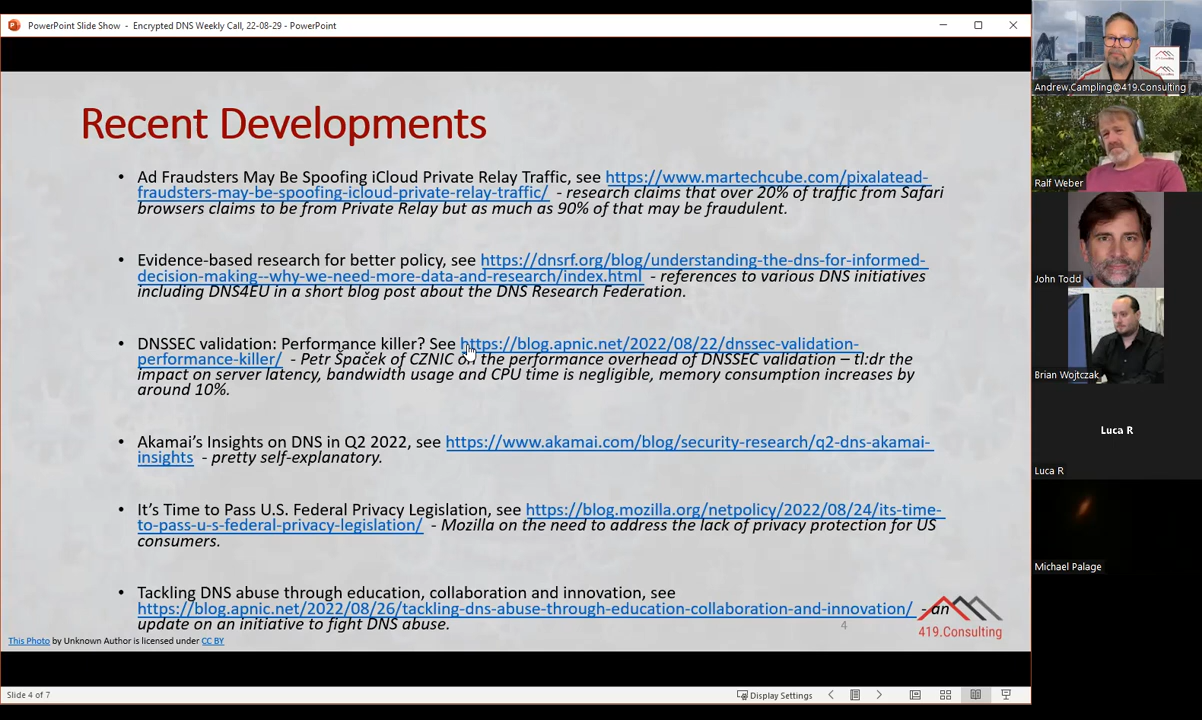 PowerPoint Slide Show - Encrypted DNS Weekly Call, 22-08-29 - PowerPoint
Recent Developments
• Ad Fraudsters May Be Spoofing iCloud Private Relay Traffic, see https://www.martechcube.com/pixalatead-
fraudsters-may-be-spoofing-icloud-private-relay-traffic/ - research claims that over 20% of traffic from Safari
browsers claims to be from Private Relay but as much as 90% of that may be fraudulent.
• Evidence-based research for better policy, see https://dnsrf.org/blog/understanding-the-dns-for-informed-
decision-making--why-we-need-more-data-and-research/index.html - references to various DNS initiatives
including DNS4EU in a short blog post about the DNS Research Federation.
• DNSSEC validation: Performance killer? See https://blog.apnic.net/2022/08/22/dnssec-validation-
performance-killer/ - Petr Špaček of CZNIC on the performance overhead of DNSSEC validation – tl:dr the
impact on server latency, bandwidth usage and CPU time is negligible, memory consumption increases by
around 10%.
• Akamai's Insights on DNS in Q2 2022, see https://www.akamai.com/blog/security-research/q2-dns-akamai-
insights - pretty self-explanatory.
• It's Time to Pass U.S. Federal Privacy Legislation, see https://blog.mozilla.org/netpolicy/2022/08/24/its-time-
to-pass-u-s-federal-privacy-legislation/ - Mozilla on the need to address the lack of privacy protection for US
consumers.
• Tackling DNS abuse through education, collaboration and innovation, see
https://blog.apnic.net/2022/08/26/tackling-dns-abuse-through-education-collaboration-and-innovation/ - an
update on an initiative to fight DNS abuse.
4
419.Consulting
This Photo by Unknown Author is licensed under CC BY
Slide 4 of 7
Display Settings
Andrew.Campling@419.Consulting
Ralf Weber
John Todd
Brian Wojtczak
Luca R
Luca R
Michael Palage